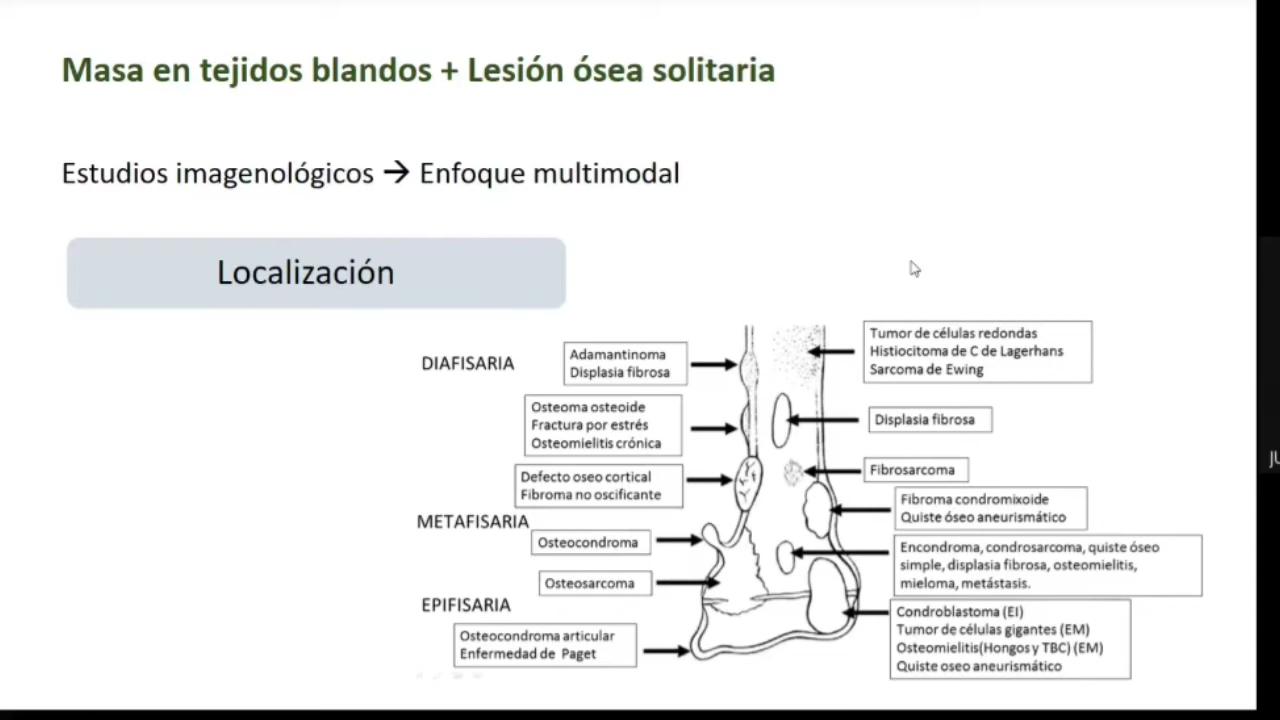 Masa en tejidos blandos + Lesión ósea solitaria
Estudios imagenológicos → Enfoque multimodal
Localización
DIAFISARIA
Adamantinoma
Displasia fibrosa
Osteoma osteoide
Fractura por estrés
Osteomielitis crónica
Defecto oseo cortical
Fibroma no oscificante
METAFISARIA
Osteocondroma
Osteosarcoma
EPIFISARIA
Osteocondroma articular
Enfermedad de Paget
Tumor de células redondas
Histiocitoma de C de Lagerhans
Sarcoma de Ewing
Displasia fibrosa
Fibrosarcoma
Fibroma condromixoide
Quiste óseo aneurismático
Encondroma, condrosarcoma, quiste óseo
simple, displasia fibrosa, osteomielitis,
mieloma, metástasis.
Condroblastoma (EI)
Tumor de células gigantes (EM)
Osteomielitis(Hongos y TBC) (EM)
Quiste oseo aneurismático
JU